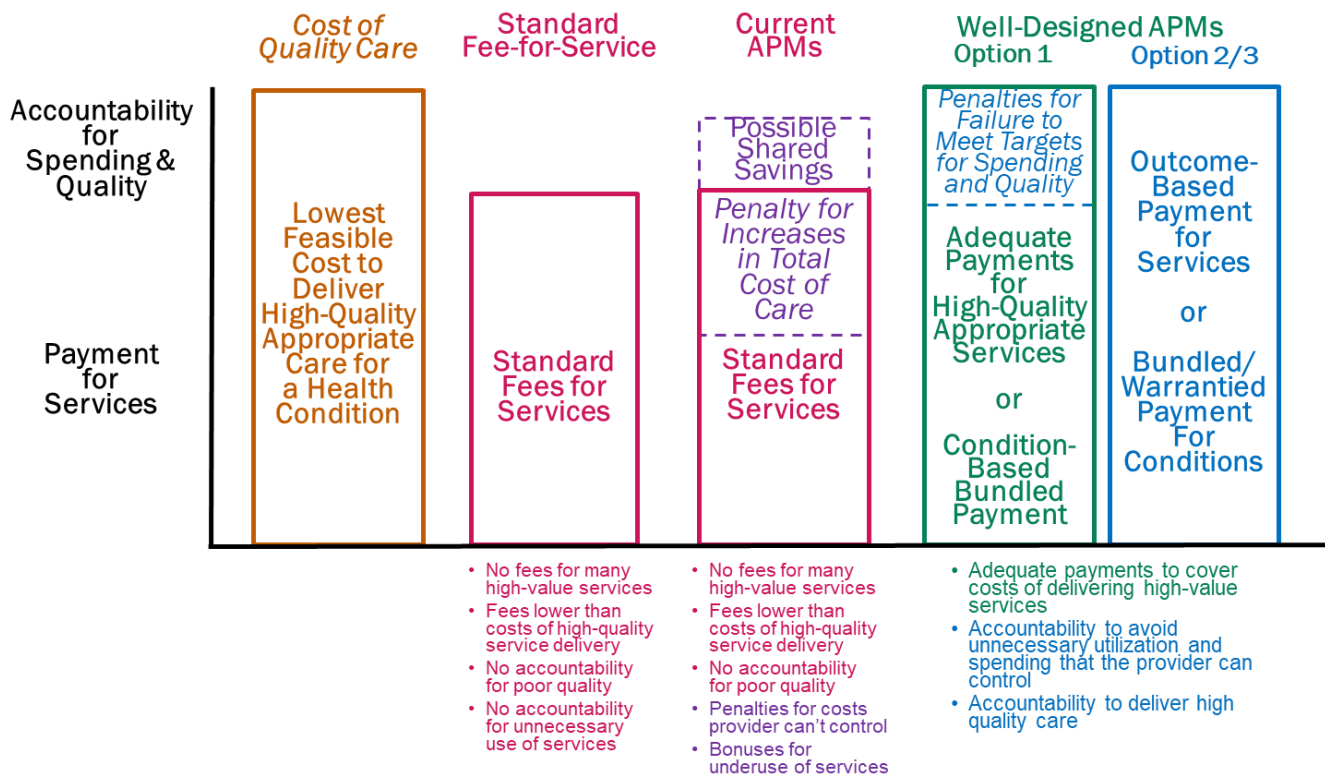 Cost of
Quality Care
Standard
Fee-for-Service
Current
APMs
Well-Designed APMs
Option 1
Option 2/3
Accountability
for
Spending &
Quality
Payment
for
Services
Lowest
Feasible
Cost to
Deliver
High-Quality
Appropriate
Care for
a Health
Condition
Standard
Fees for
Services
Possible
Shared
Savings
Penalty for
Increases
in Total
Cost of
Care
Standard
Fees for
Services
Penalties for
Failure to
Meet Targets
for Spending
and Quality
Adequate
Payments
for
High-Quality
Appropriate
Services
or
Condition-
Based
Bundled
Payment
Outcome-
Based
Payment
for
Services
or
Bundled/
Warrantied
Payment
For
Conditions
• No fees for many
high-value services
• Fees lower than
costs of high-quality
service delivery
• No accountability
for poor quality
• No accountability
for unnecessary
use of services
• No fees for many
high-value services
• Fees lower than
costs of high-quality
service delivery
• No accountability
for poor quality
• Penalties for costs
provider can't control
• Bonuses for
underuse of services
• Adequate payments to cover
costs of delivering high-value
services
• Accountability to avoid
unnecessary utilization and
spending that the provider can
control
• Accountability to deliver high
quality care